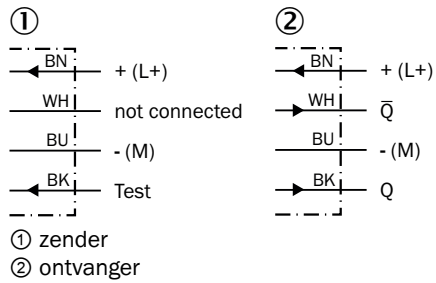 ①
BN + (L+)
WH not connected
BU - (M)
BK Test
②
BN + (L+)
WH Q̅
BU - (M)
BK Q
① zender
② ontvanger